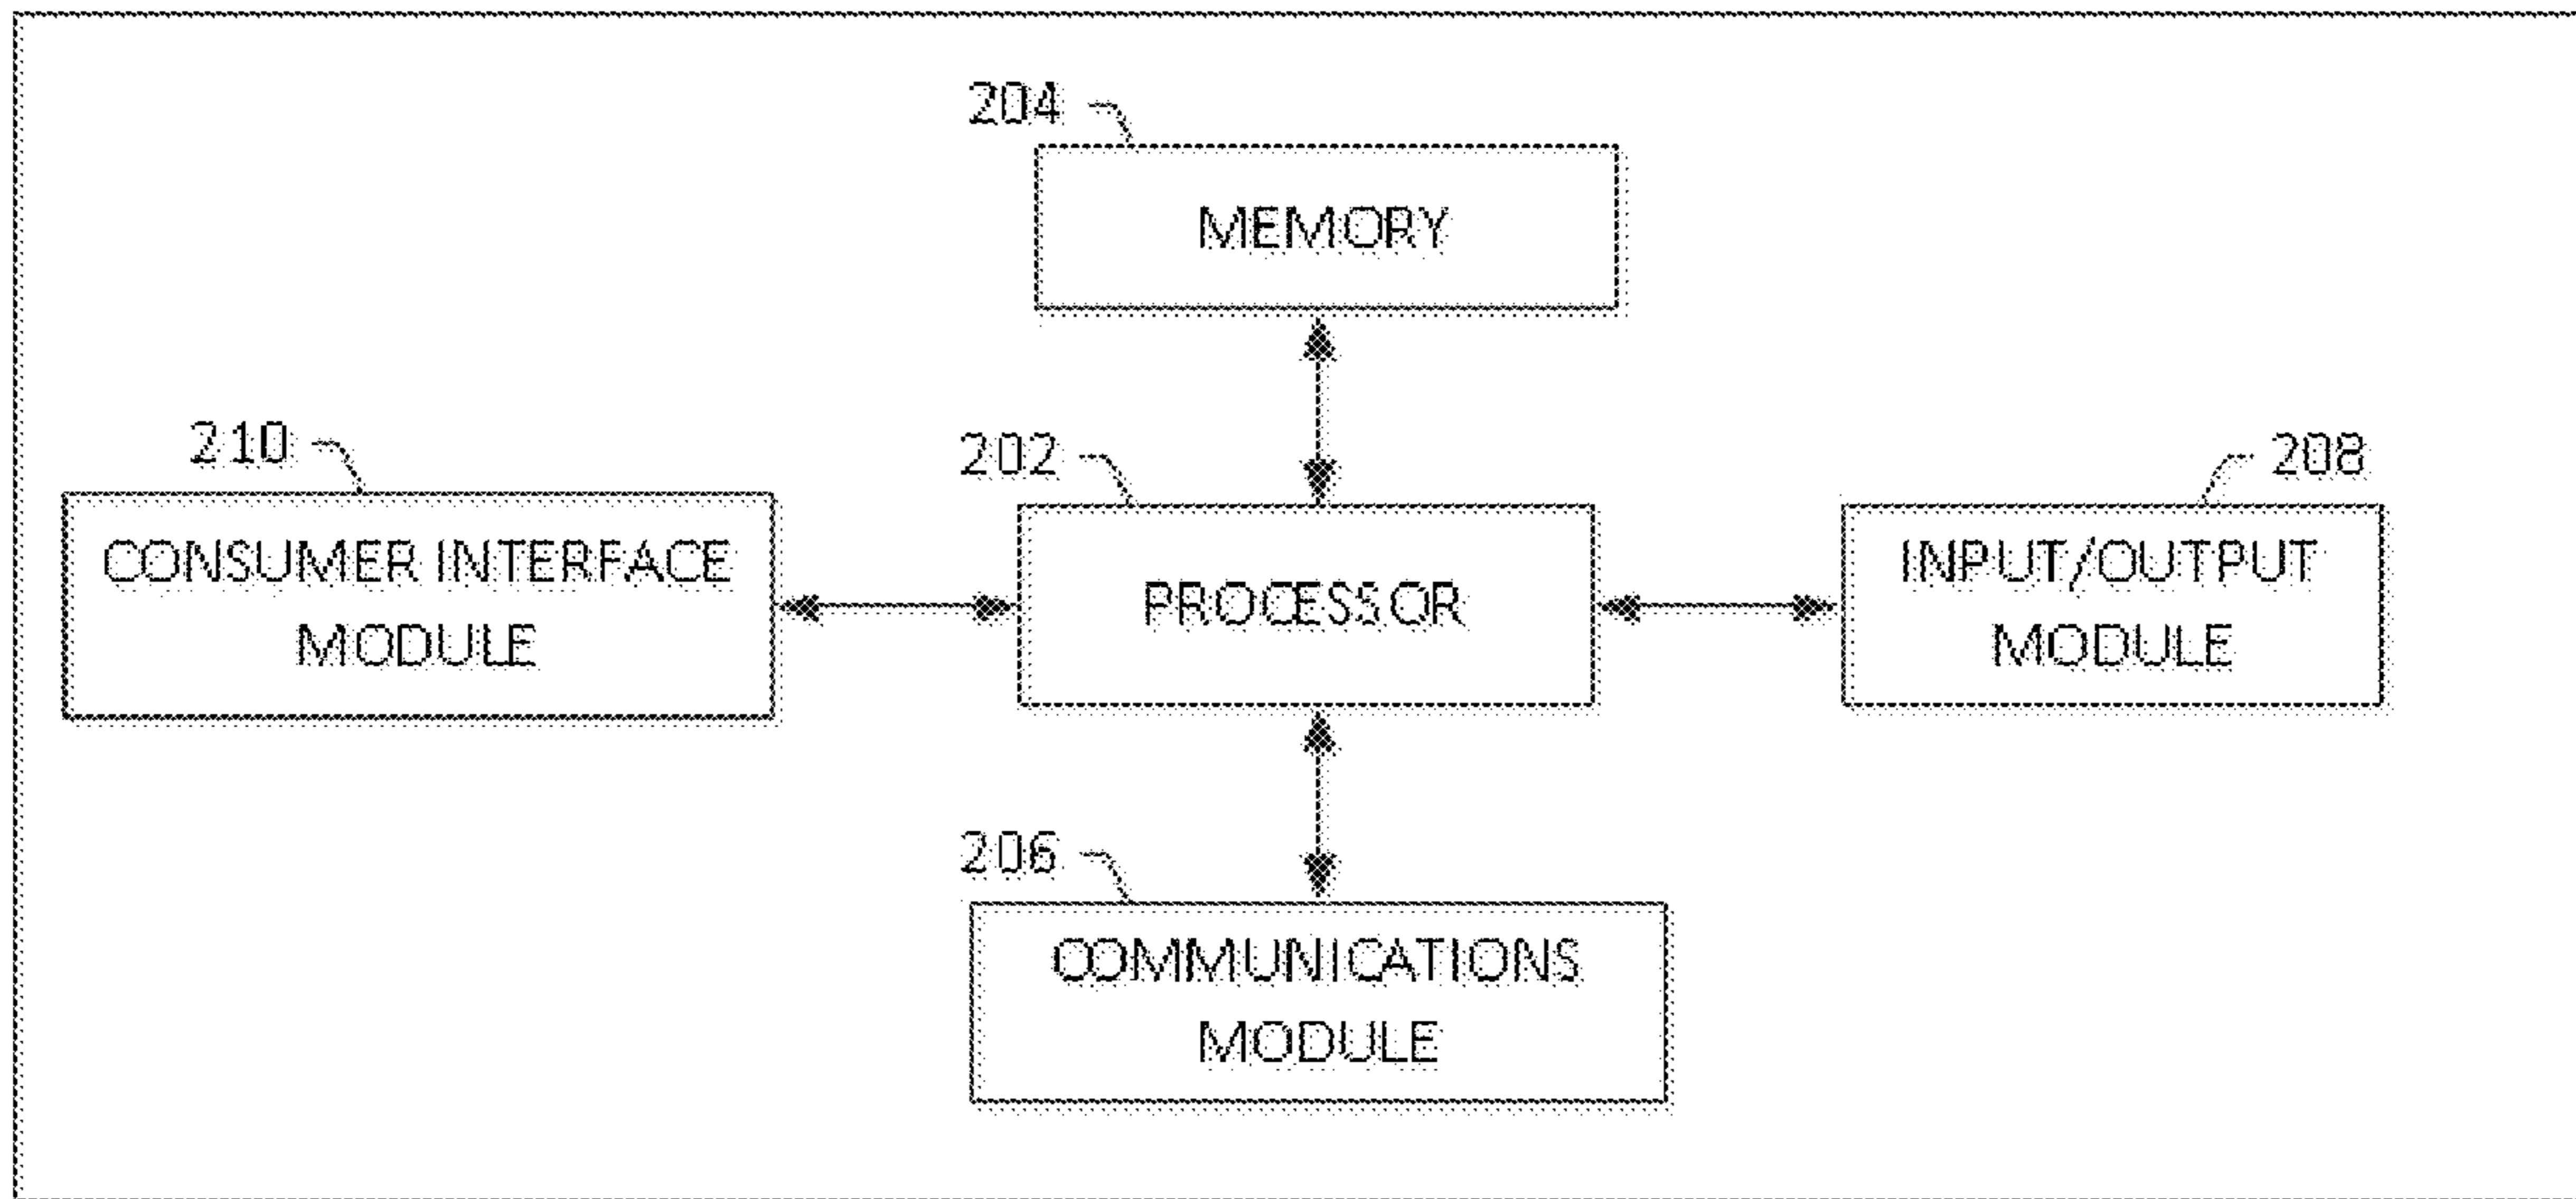 204
MEMORY
210
202
208
CONSUMER INTERFACE
MODULE
PROCESSOR
INPUT/OUTPUT
MODULE
206
COMMUNICATIONS
MODULE